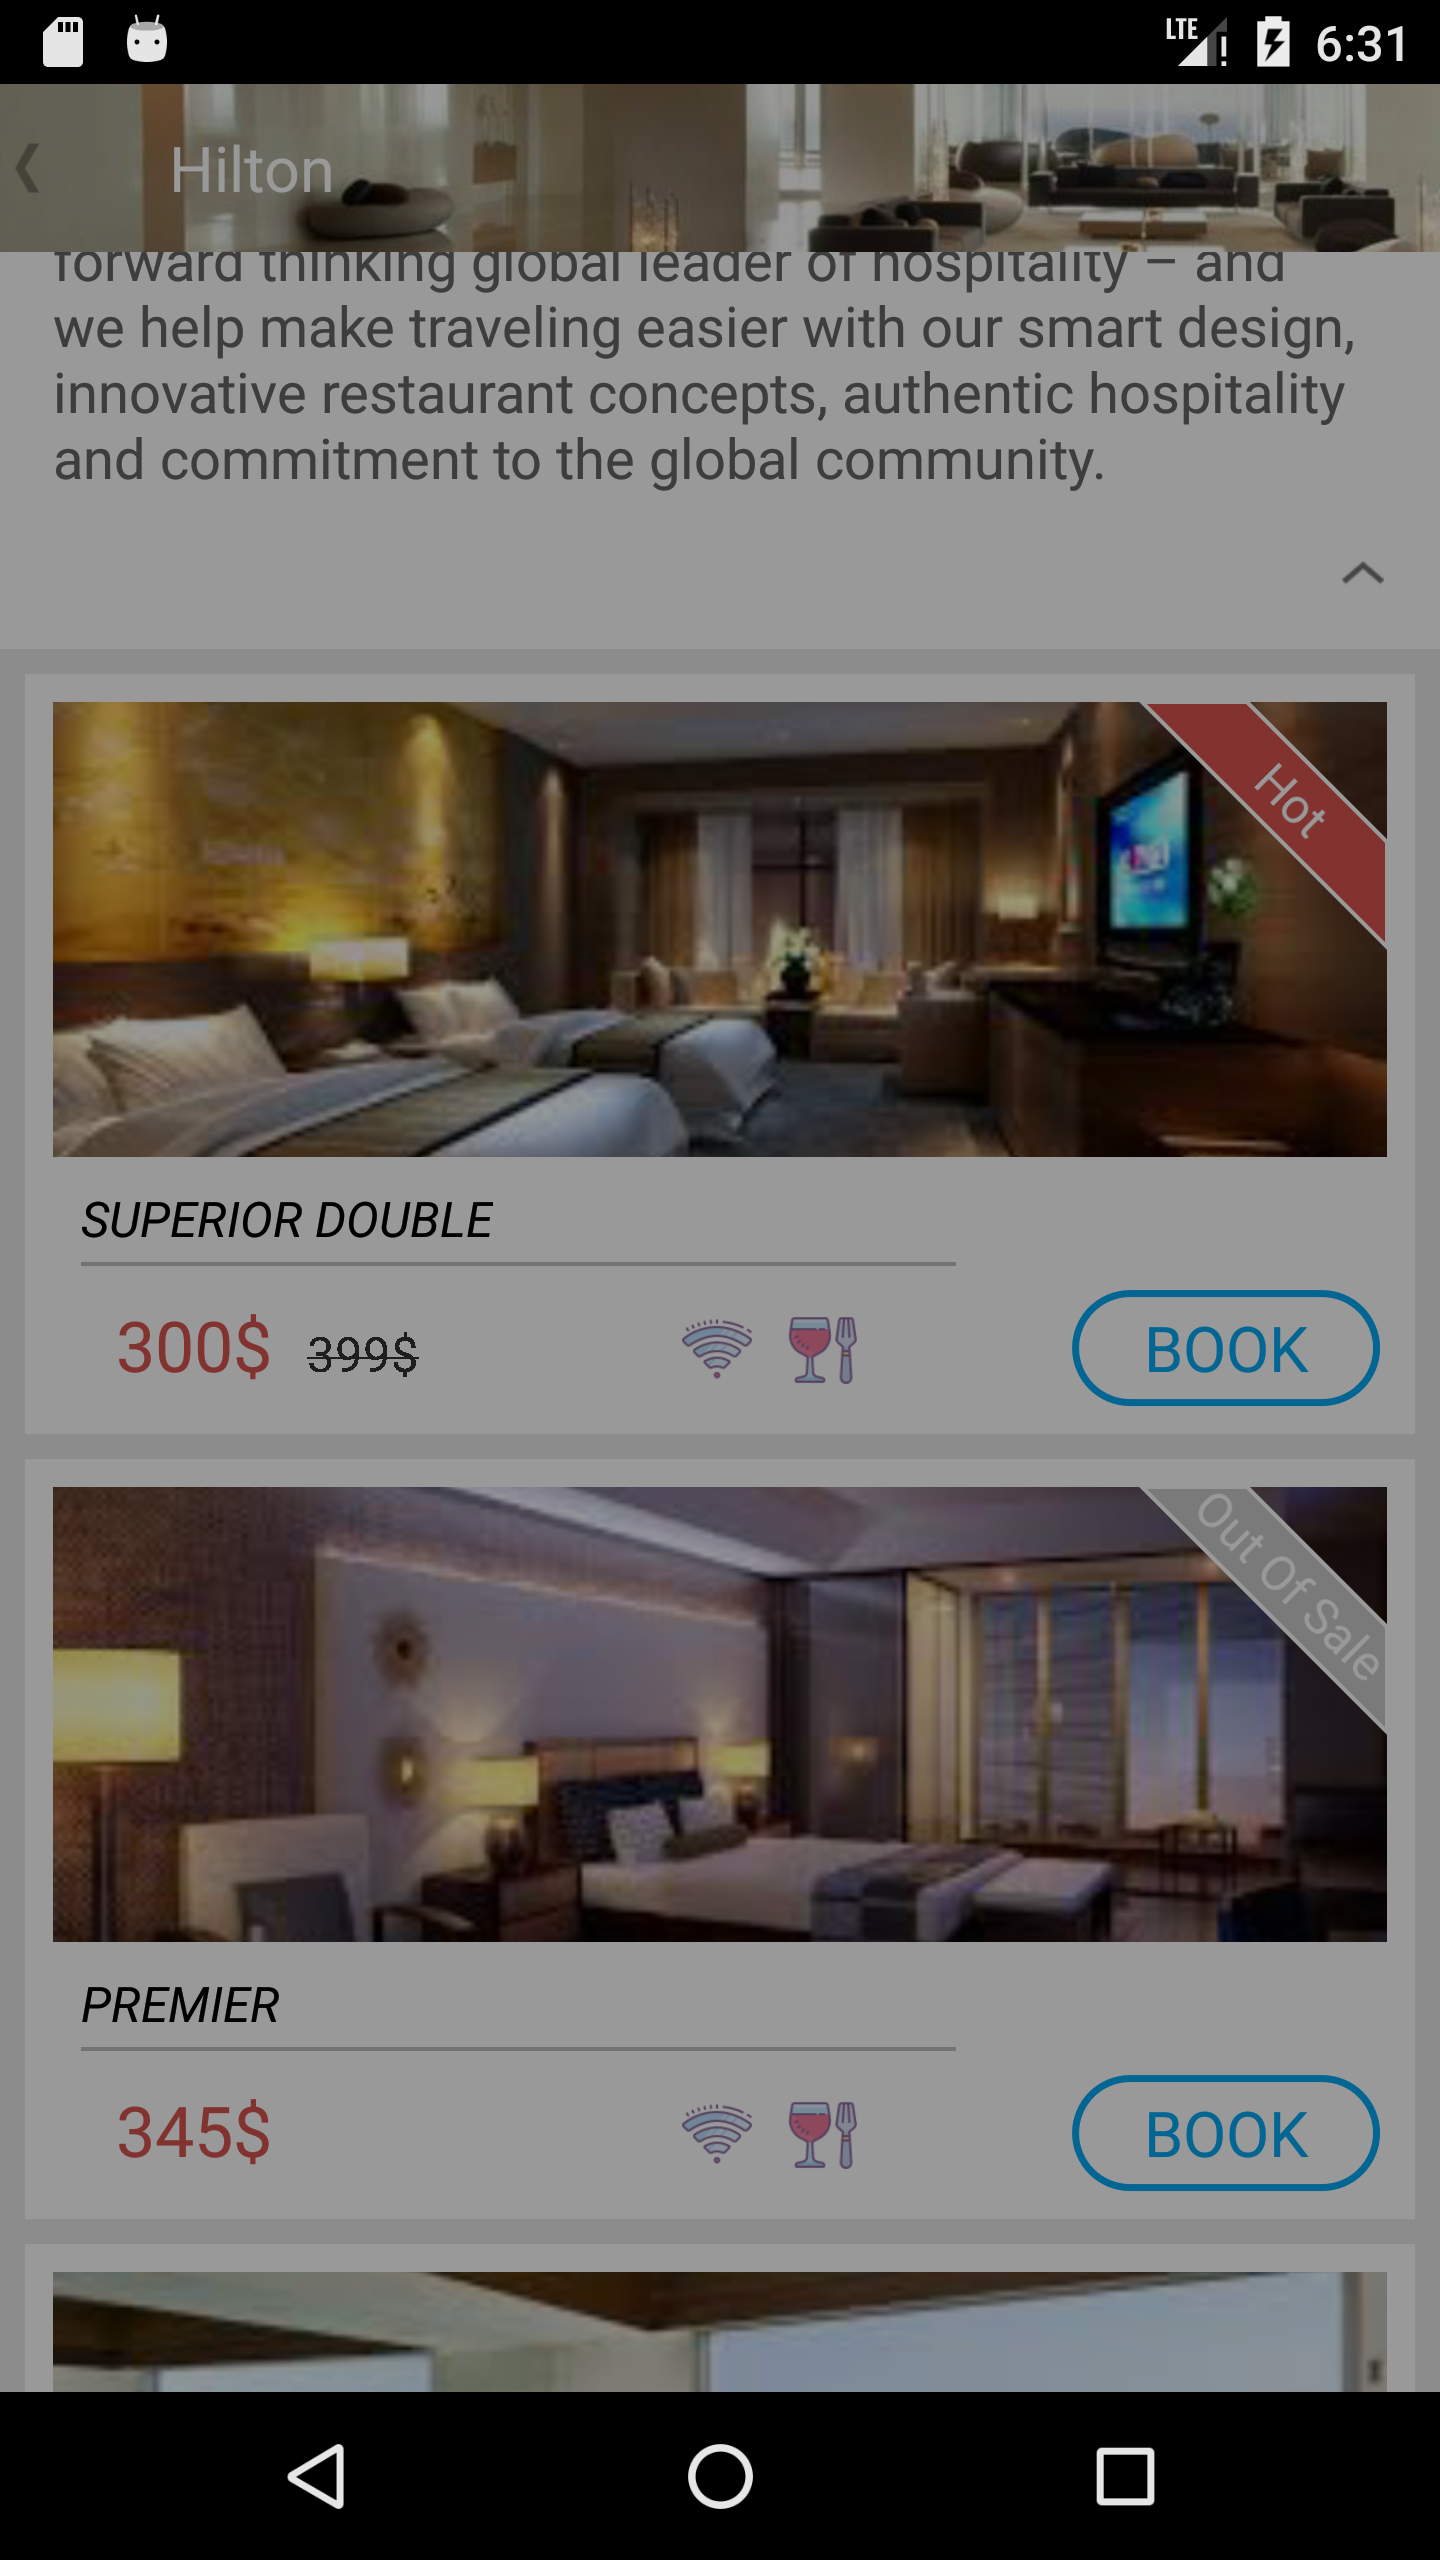 LTE 6:31
Hilton
forward thinking global leader of hospitality – and
we help make traveling easier with our smart design,
innovative restaurant concepts, authentic hospitality
and commitment to the global community.
Hot
SUPERIOR DOUBLE
300$ 399$ BOOK
Out Of Sale
PREMIER
345$ BOOK